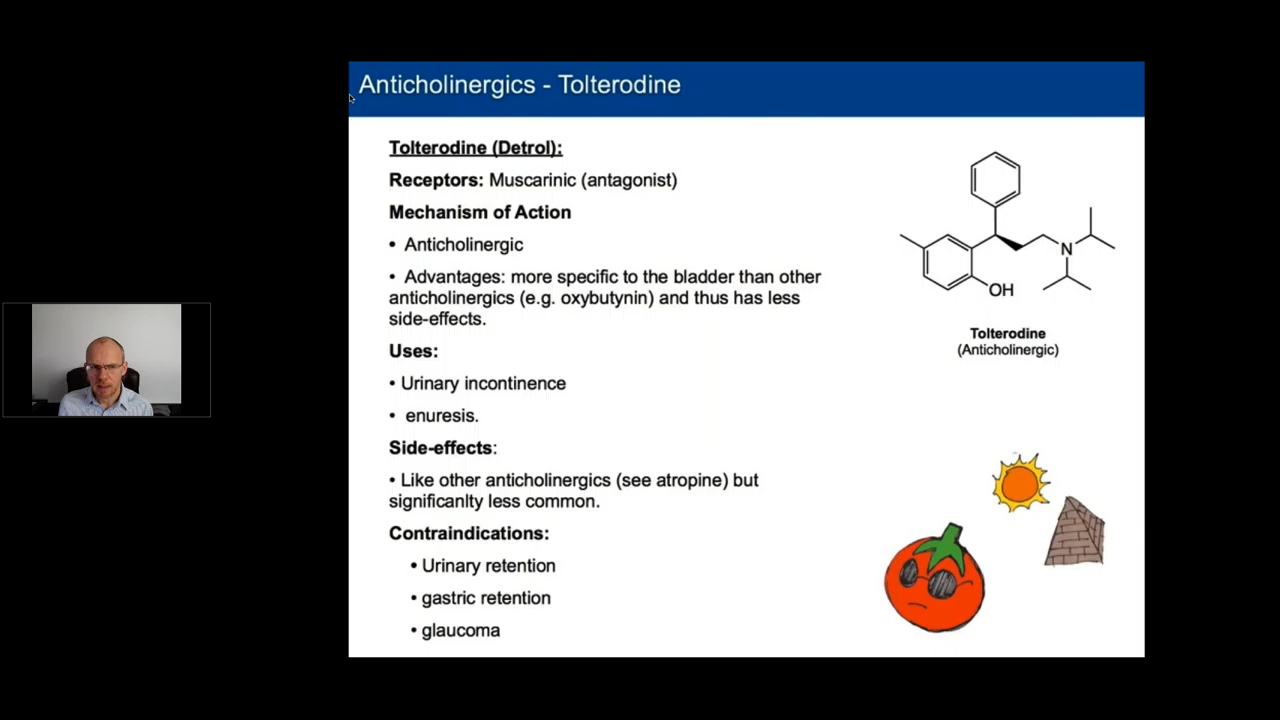 Anticholinergics - Tolterodine
Tolterodine (Detrol):
Receptors: Muscarinic (antagonist)
Mechanism of Action
• Anticholinergic
• Advantages: more specific to the bladder than other
anticholinergics (e.g. oxybutynin) and thus has less
side-effects.
Uses:
• Urinary incontinence
• enuresis.
Side-effects:
• Like other anticholinergics (see atropine) but
significanlty less common.
Contraindications:
• Urinary retention
• gastric retention
• glaucoma
N
OH
Tolterodine
(Anticholinergic)